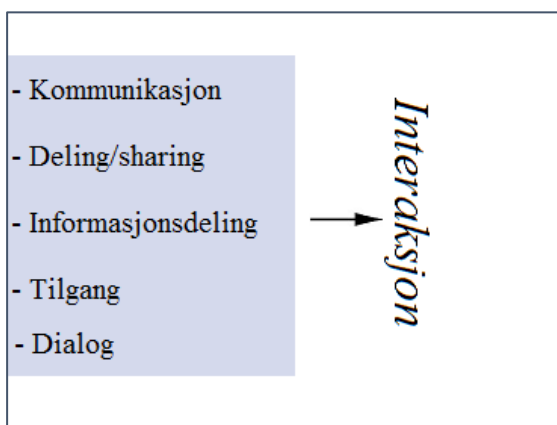 - Kommunikasjon
- Deling/sharing
- Informasjonsdeling
- Tilgang
- Dialog
Interaksjon